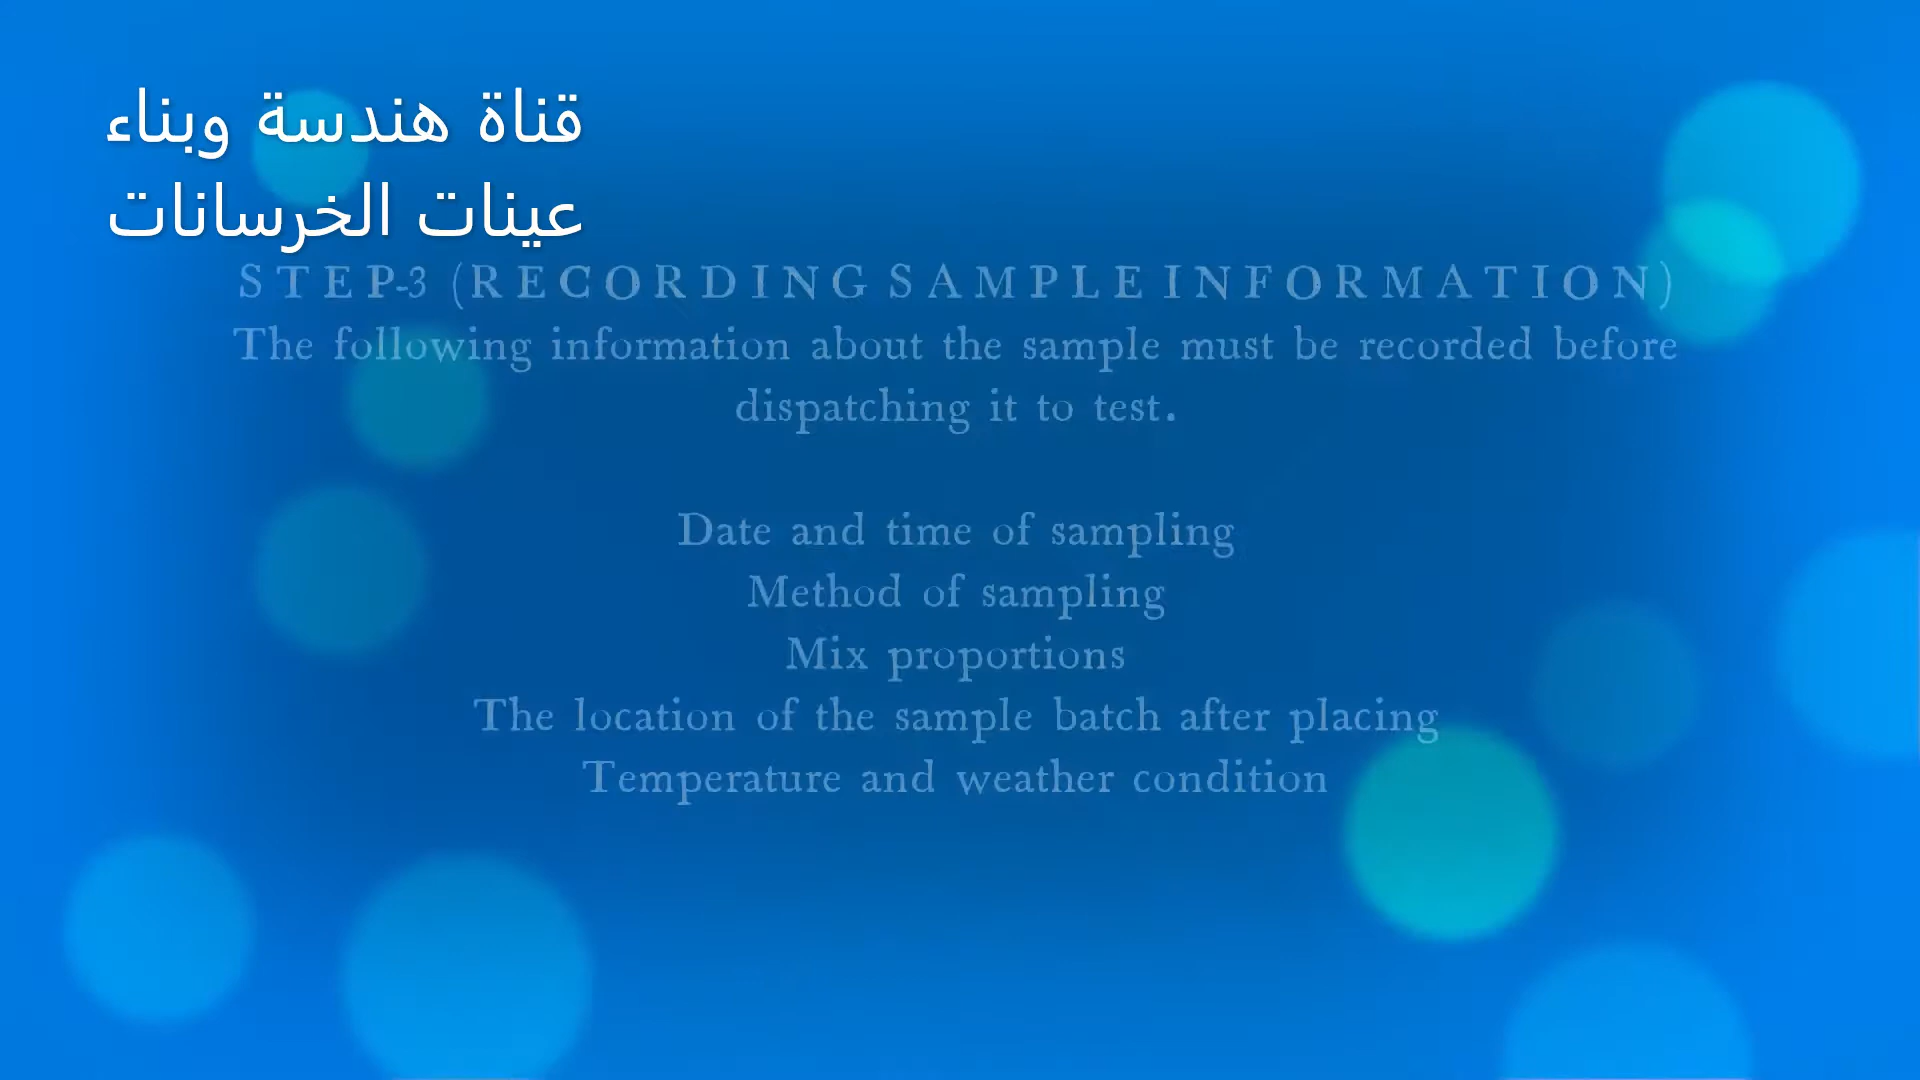 قناة هندسة وبناء
عينات الخرسانات
STEP-3 (RECORDING SAMPLE INFORMATION)
The following information about the sample must be recorded before
dispatching it to test.
Date and time of sampling
Method of sampling
Mix proportions
The location of the sample batch after placing
Temperature and weather condition